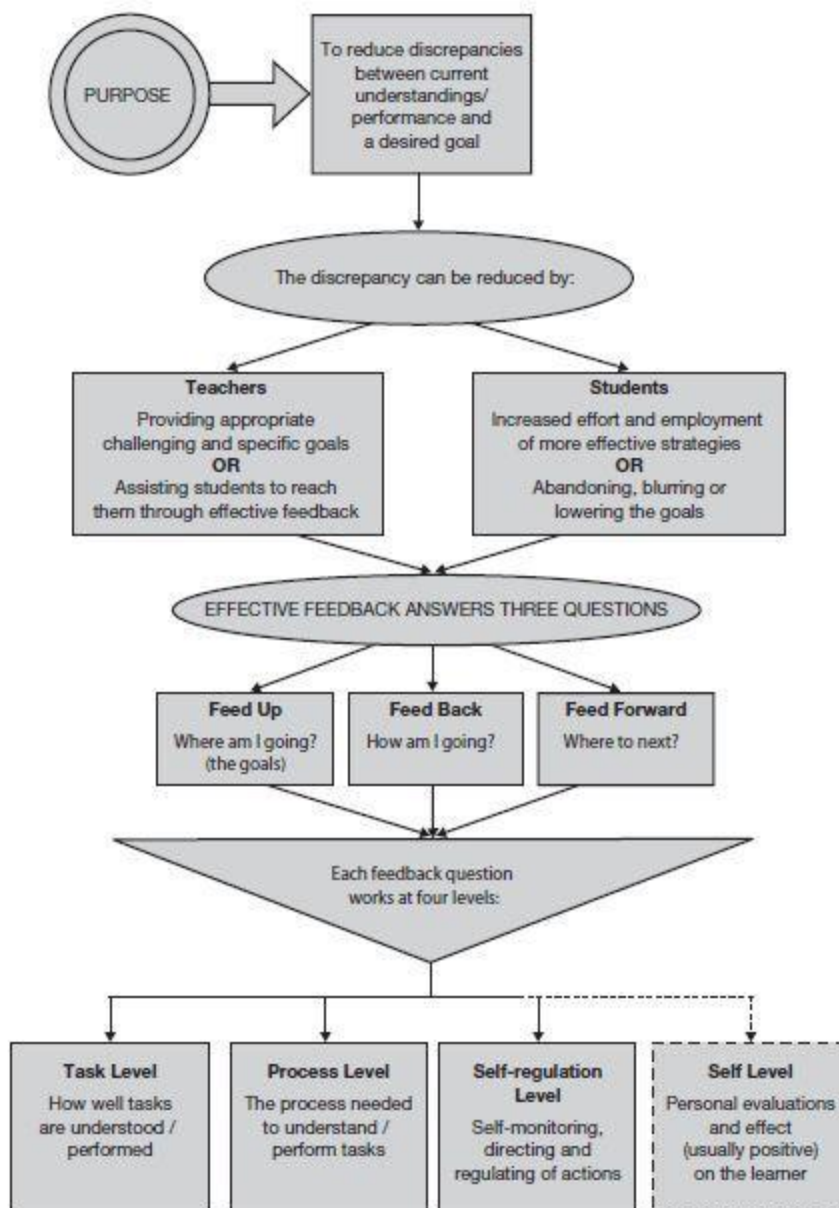 PURPOSE
To reduce discrepancies
between current
understandings/
performance and
a desired goal
The discrepancy can be reduced by:
Teachers
Providing appropriate
challenging and specific goals
OR
Assisting students to reach
them through effective feedback
Students
Increased effort and employment
of more effective strategies
OR
Abandoning, blurring or
lowering the goals
EFFECTIVE FEEDBACK ANSWERS THREE QUESTIONS
Feed Up
Where am I going?
(the goals)
Feed Back
How am I going?
Feed Forward
Where to next?
Each feedback question
works at four levels:
Task Level
How well tasks
are understood /
performed
Process Level
The process needed
to understand /
perform tasks
Self-regulation
Level
Self-monitoring,
directing and
regulating of actions
Self Level
Personal evaluations
and effect
(usually positive)
on the learner